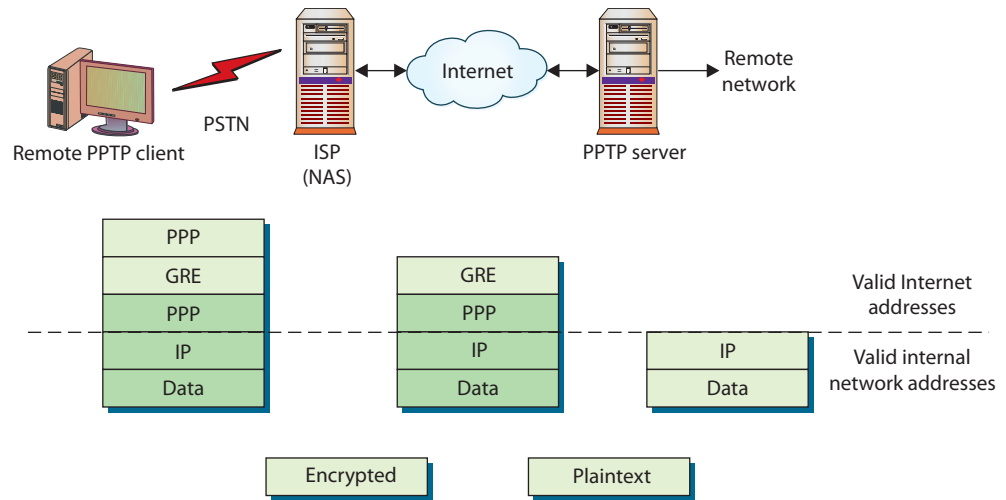 Internet
Remote
network
PSTN
Remote PPTP client
ISP
(NAS)
PPTP server
PPP
GRE
PPP
IP
Data
GRE
PPP
IP
Data
IP
Data
Valid Internet
addresses
Valid internal
network addresses
Encrypted
Plaintext